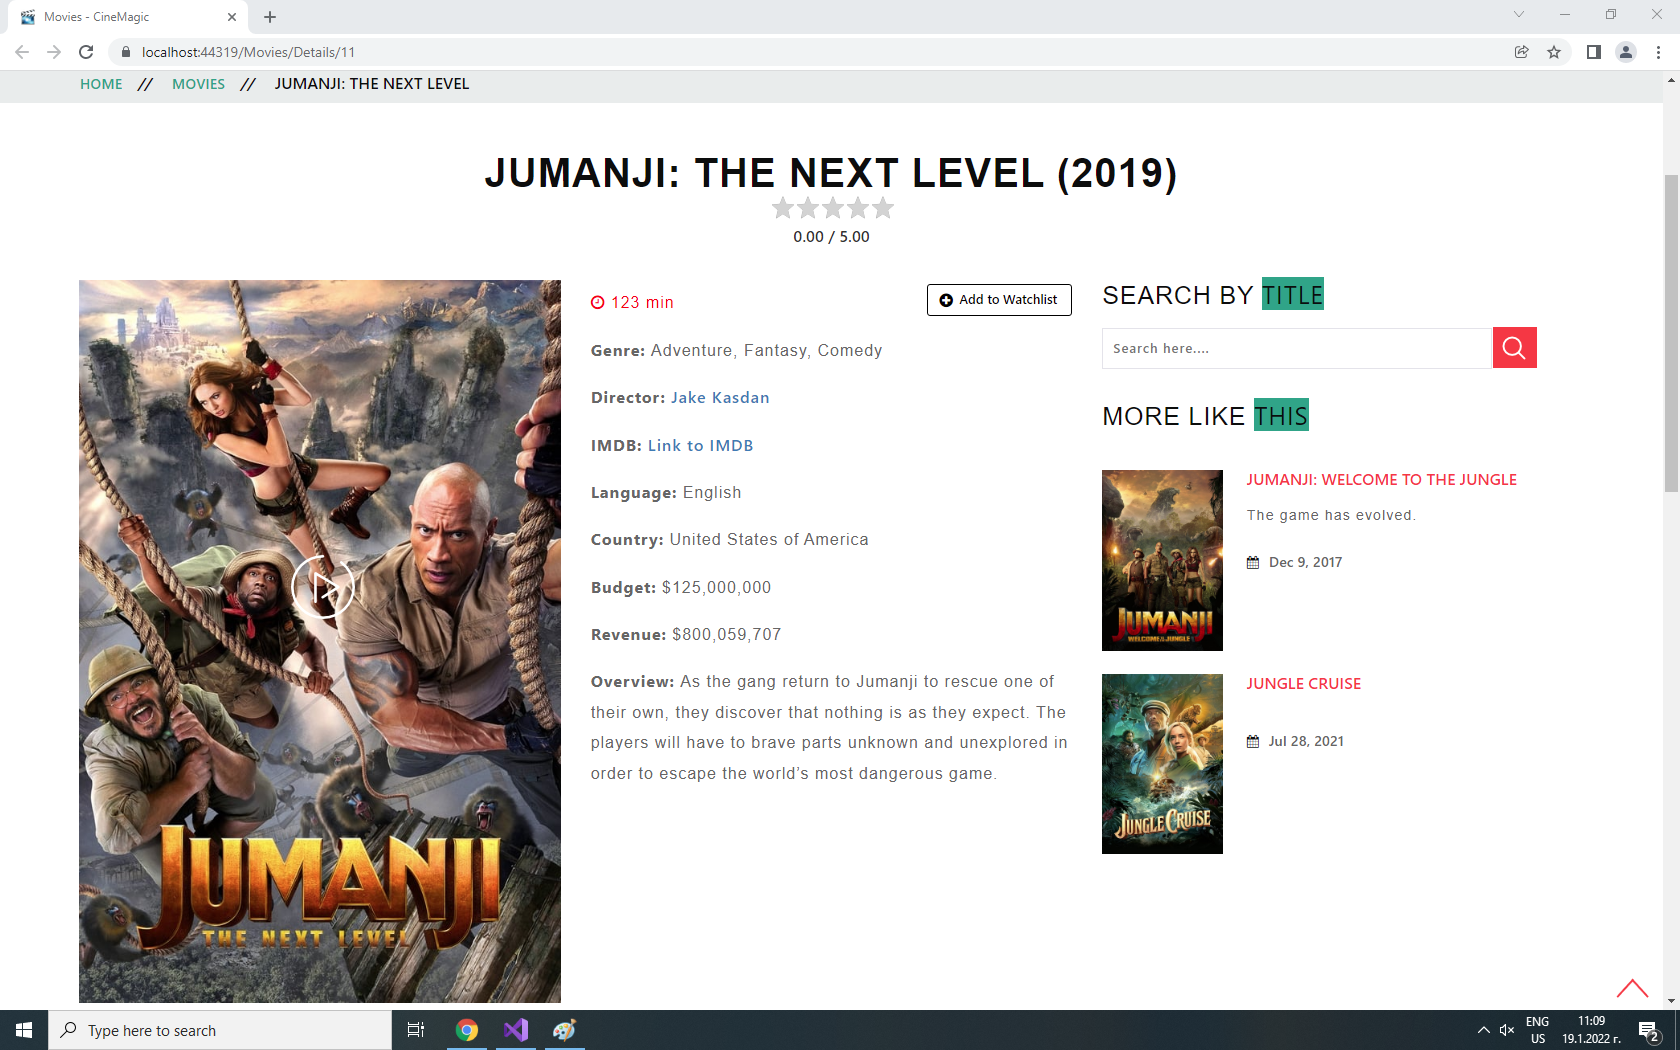 Movies - CineMagic
localhost:44319/Movies/Details/11
HOME // MOVIES // JUMANJI: THE NEXT LEVEL
JUMANJI: THE NEXT LEVEL (2019)
0.00 / 5.00
123 min
Add to Watchlist
Genre: Adventure, Fantasy, Comedy
Director: Jake Kasdan
IMDB: Link to IMDB
Language: English
Country: United States of America
Budget: $125,000,000
Revenue: $800,059,707
Overview: As the gang return to Jumanji to rescue one of
their own, they discover that nothing is as they expect. The
players will have to brave parts unknown and unexplored in
order to escape the world’s most dangerous game.
JUMANJI
THE NEXT LEVEL
SEARCH BY TITLE
Search here....
MORE LIKE THIS
JUMANJI
WELCOME TO THE JUNGLE
JUMANJI: WELCOME TO THE JUNGLE
The game has evolved.
Dec 9, 2017
JUNGLE CRUISE
JUNGLE CRUISE
Jul 28, 2021
Type here to search
ENG
US
11:09
19.1.2022 г.
2